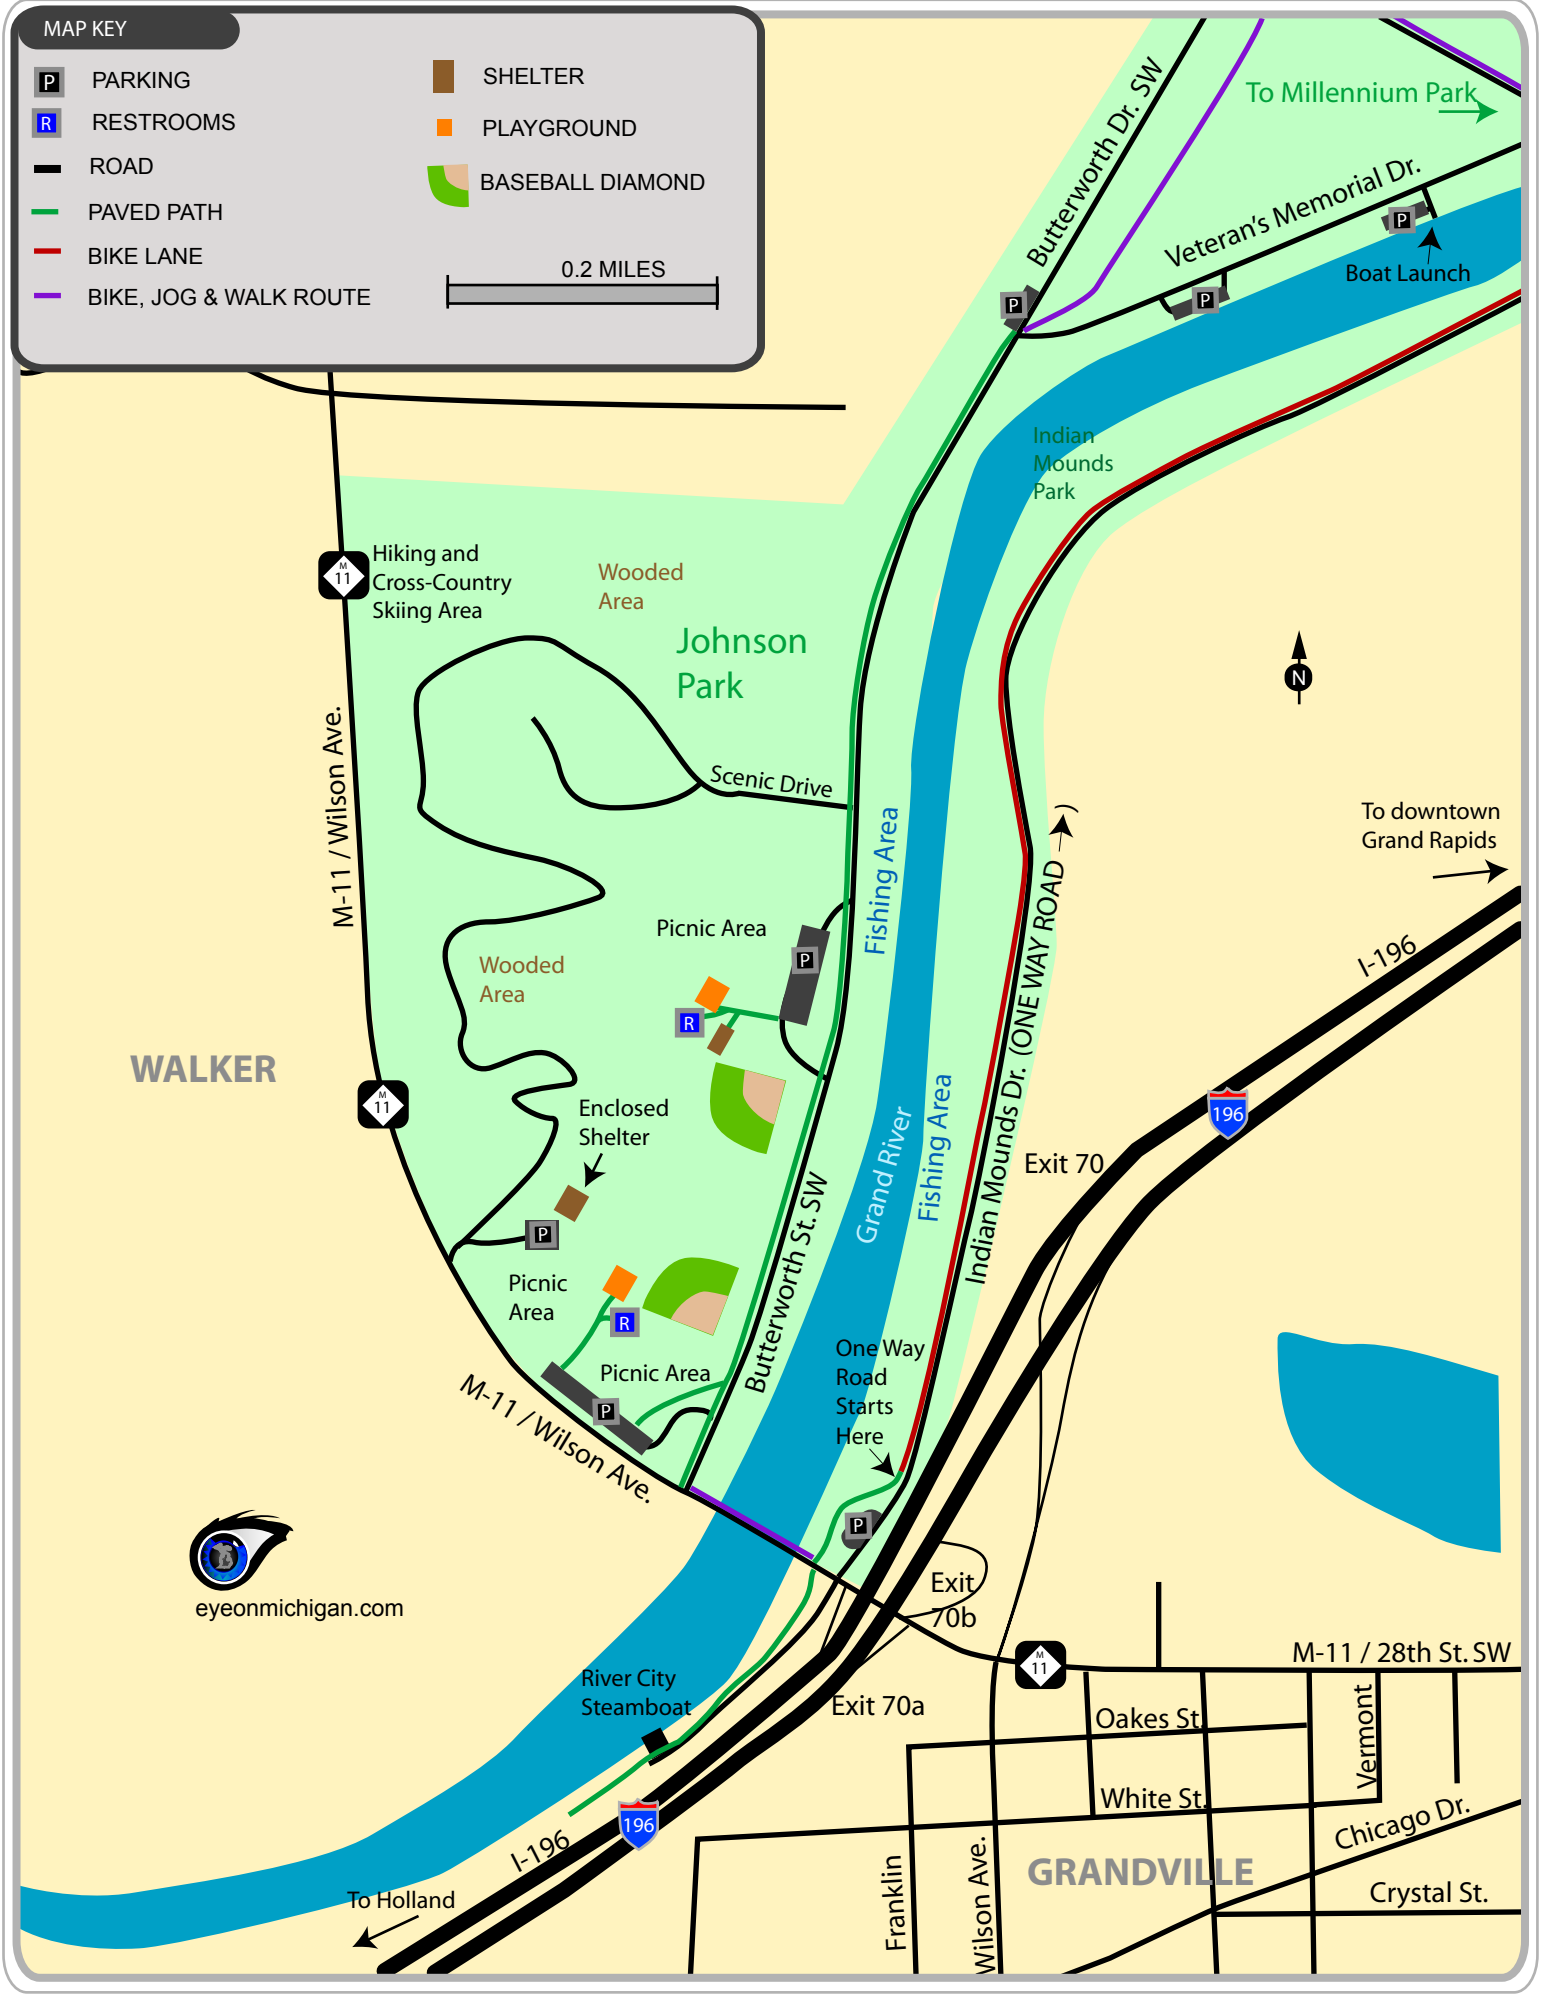 MAP KEY
P PARKING
R RESTROOMS
ROAD
PAVED PATH
BIKE LANE
BIKE, JOG & WALK ROUTE
SHELTER
PLAYGROUND
BASEBALL DIAMOND
0.2 MILES
Butterworth Dr. SW
To Millennium Park
Veteran's Memorial Dr.
P
P
P
Boat Launch
Indian
Mounds
Park
M
11
Hiking and
Cross-Country
Skiing Area
Wooded
Area
Johnson
Park
N
M-11 / Wilson Ave.
Scenic Drive
Fishing Area
To downtown
Grand Rapids
Picnic Area
P
Wooded
Area
R
Indian Mounds Dr. (ONE WAY ROAD )
I-196
WALKER
M
11
Enclosed
Shelter
196
Grand River
Fishing Area
Exit 70
P
Butterworth St. SW
Picnic
Area
R
One Way
Road
Starts
Here
Picnic Area
P
M-11 / Wilson Ave.
P
eyeonmichigan.com
Exit
70b
River City
Steamboat
M
11
M-11 / 28th St. SW
Exit 70a
Oakes St.
Vermont
White St.
Chicago Dr.
196
I-196
To Holland
Franklin
Wilson Ave.
GRANDVILLE
Crystal St.